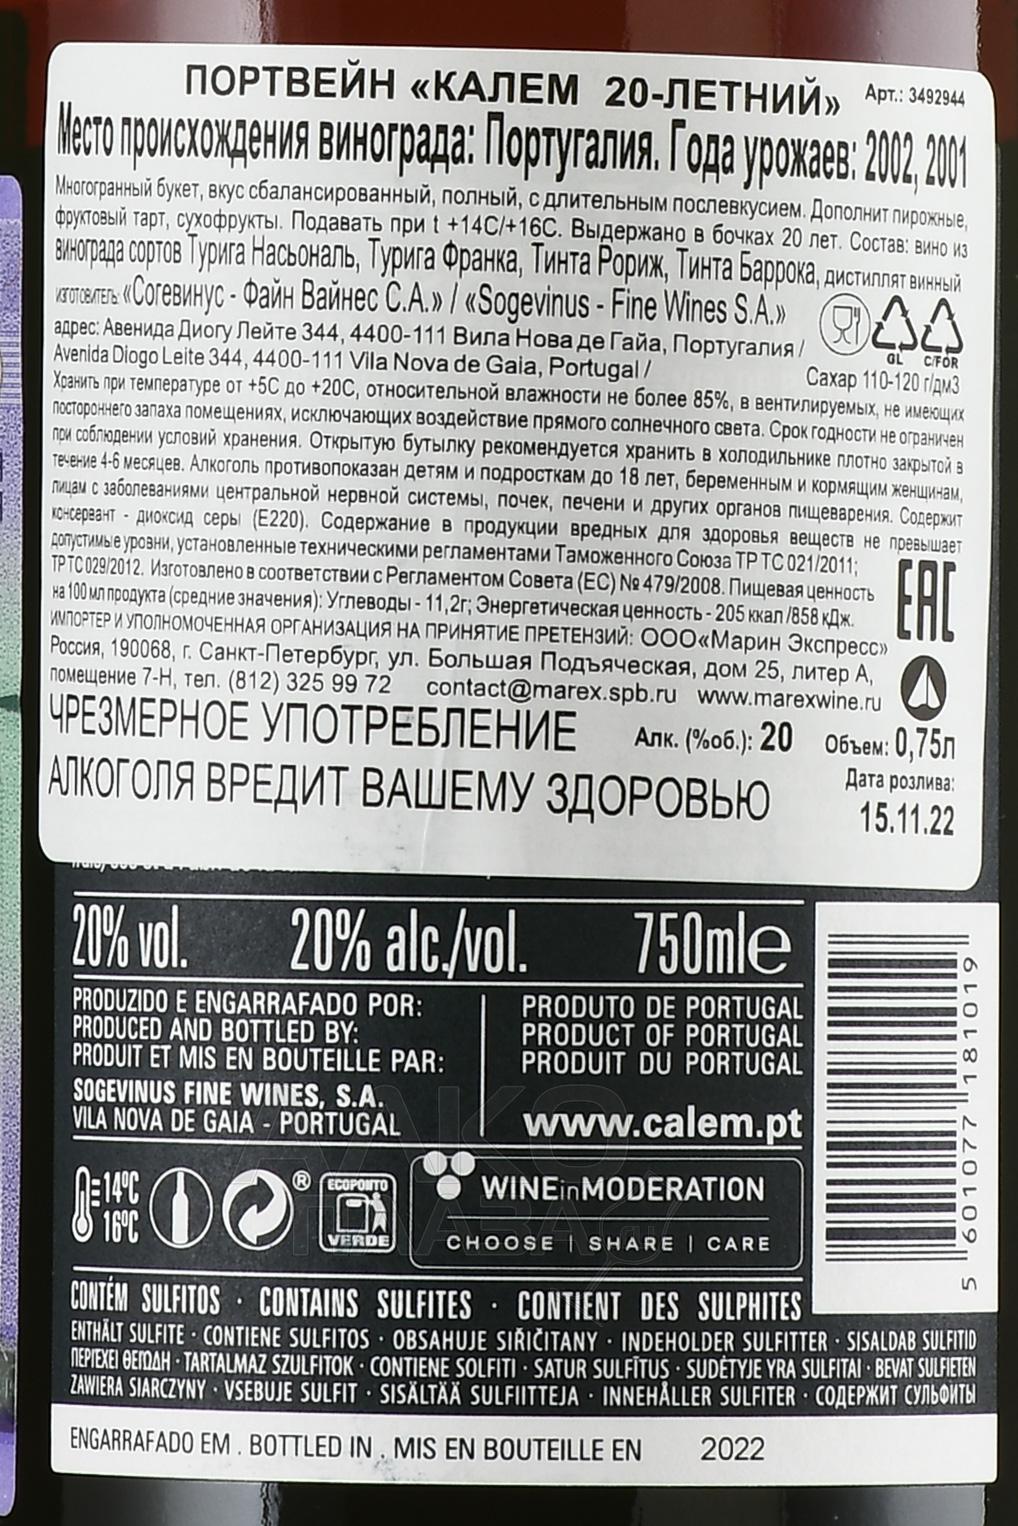 ПОРТВЕЙН «КАЛЕМ 20-ЛЕТНИЙ» Арт.: 3492944
Место происхождения винограда: Португалия. Года урожаев: 2002, 2001
Многогранный букет, вкус сбалансированный, полный, с длительным послевкусием. Дополнит пирожные,
фруктовый тарт, сухофрукты. Подавать при t +14C/+16C. Выдержано в бочках 20 лет. Состав: вино из
винограда сортов Турига Насьональ, Турига Франка, Тинта Рориж, Тинта Баррока, дистиллят винный
изготовитель: «Согевинус - Файн Вайнес С.А.» / «Sogevinus - Fine Wines S.A.»
адрес: Авенида Диогу Лейте 344, 4400-111 Вила Нова де Гайа, Португалия /
Avenida Diogo Leite 344, 4400-111 Vila Nova de Gaia, Portugal /
GL C/FOR
Сахар 110-120 г/дм3
Хранить при температуре от +5С до +20С, относительной влажности не более 85%, в вентилируемых, не имеющих
постороннего запаха помещениях, исключающих воздействие прямого солнечного света. Срок годности не ограничен
при соблюдении условий хранения. Открытую бутылку рекомендуется хранить в холодильнике плотно закрытой в
течение 4-6 месяцев. Алкоголь противопоказан детям и подросткам до 18 лет, беременным и кормящим женщинам,
лицам с заболеваниями центральной нервной системы, почек, печени и других органов пищеварения. Содержит
консервант - диоксид серы (E220). Содержание в продукции вредных для здоровья веществ не превышает
допустимые уровни, установленные техническими регламентами Таможенного Союза ТР ТС 021/2011;
ТР ТС 029/2012. Изготовлено в соответствии с Регламентом Совета (ЕС) № 479/2008. Пищевая ценность
на 100 мл продукта (средние значения): Углеводы - 11,2г; Энергетическая ценность - 205 ккал /858 кДж.
EAC
ИМПОРТЕР И УПОЛНОМОЧЕННАЯ ОРГАНИЗАЦИЯ НА ПРИНЯТИЕ ПРЕТЕНЗИЙ: ООО«Марин Экспресс»
Россия, 190068, г. Санкт-Петербург, ул. Большая Подъяческая, дом 25, литер А,
помещение 7-Н, тел. (812) 325 99 72 contact@marex.spb.ru www.marexwine.ru
ЧРЕЗМЕРНОЕ УПОТРЕБЛЕНИЕ
АЛКОГОЛЯ ВРЕДИТ ВАШЕМУ ЗДОРОВЬЮ
Алк. (%об.): 20 Объем: 0,75л
Дата розлива:
15.11.22
20% vol. 20% alc./vol. 750ml e
PRODUZIDO E ENGARRAFADO POR:
PRODUCED AND BOTTLED BY:
PRODUIT ET MIS EN BOUTEILLE PAR:
SOGEVINUS FINE WINES, S.A.
VILA NOVA DE GAIA - PORTUGAL
PRODUTO DE PORTUGAL
PRODUCT OF PORTUGAL
PRODUIT DU PORTUGAL
www.calem.pt
5 601077 181019
14ºC
16ºC
®
ECOPONTO
VERDE
WINEinMODERATION
CHOOSE | SHARE | CARE
CONTÉM SULFITOS · CONTAINS SULFITES · CONTIENT DES SULPHITES
ENTHÄLT SULFITE · CONTIENE SULFITOS · OBSAHUJE SIŘIČITANY · INDEHOLDER SULFITTER · SISALDAB SULFITID
ΠΕΡΙΕΧΕΙ ΘΕΙΩΔΗ · TARTALMAZ SZULFITOK · CONTIENE SOLFITI · SATUR SULFĪTUS · SUDĖTYJE YRA SULFITAI · BEVAT SULFIETEN
ZAWIERA SIARCZYNY · VSEBUJE SULFIT · SISÄLTÄÄ SULFIITTEJA · INNEHÅLLER SULFITER · СОДЕРЖИТ СУЛЬФИТЫ
ENGARRAFADO EM . BOTTLED IN . MIS EN BOUTEILLE EN 2022